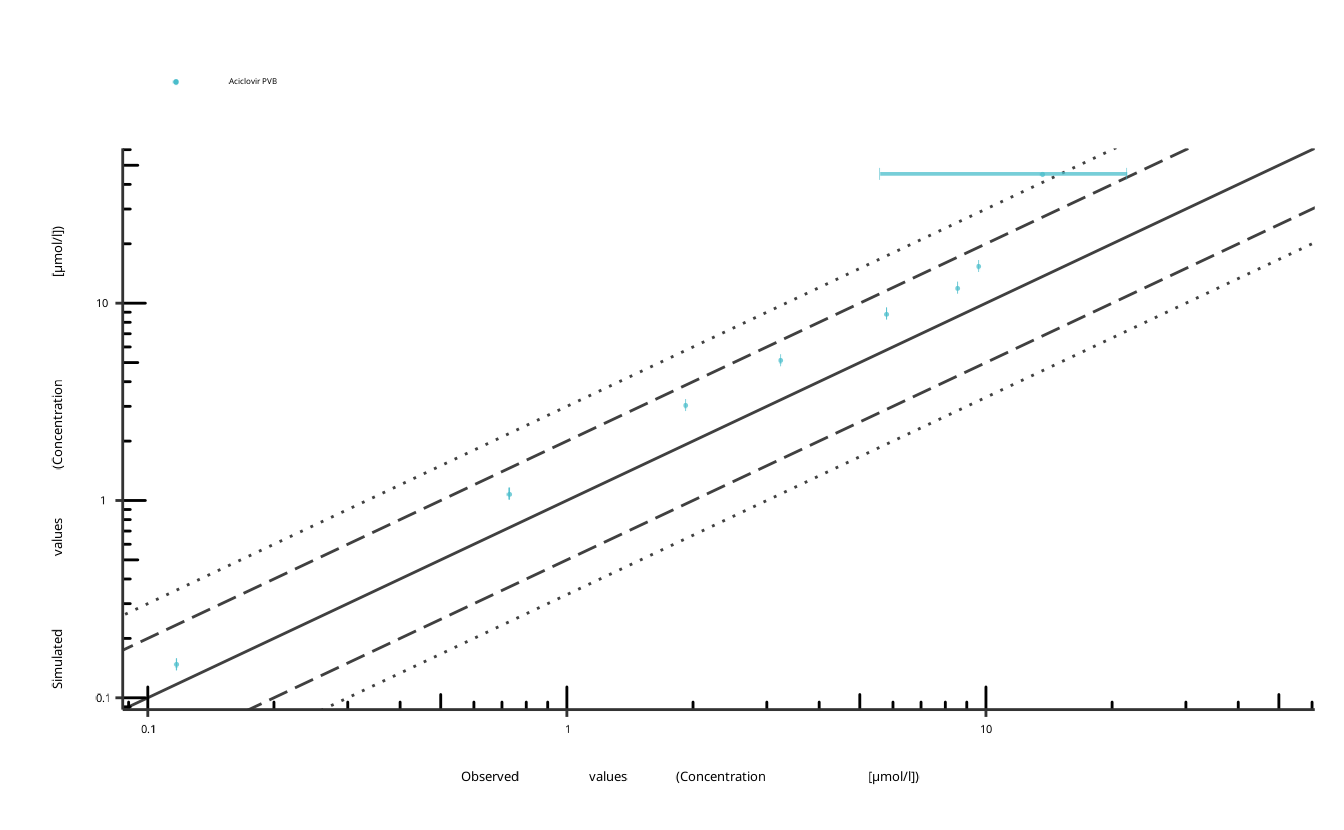 Aciclovir PVB
Simulated values (Concentration [µmol/l])
10
1
0.1
0.1 1 10
Observed values (Concentration [µmol/l])